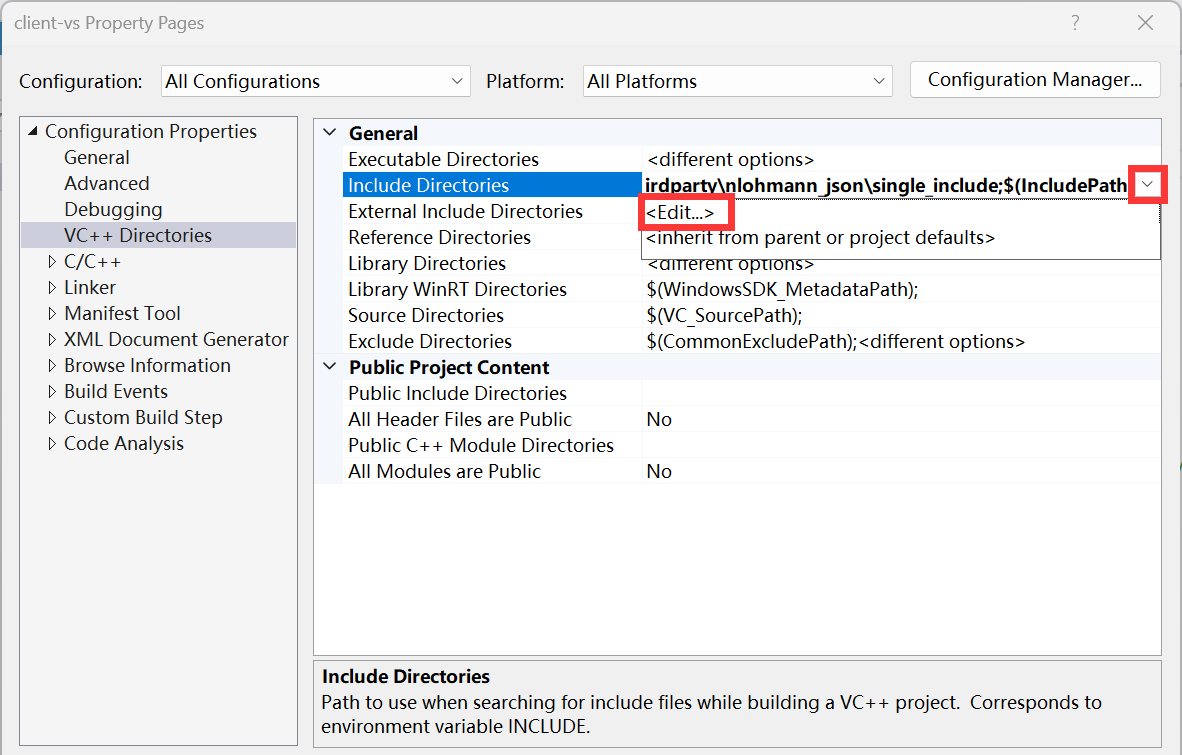 client-vs Property Pages
?
Configuration: All Configurations Platform: All Platforms Configuration Manager...
Configuration Properties
General
Advanced
Debugging
VC++ Directories
C/C++
Linker
Manifest Tool
XML Document Generator
Browse Information
Build Events
Custom Build Step
Code Analysis
General
Executable Directories <different options>
Include Directories irdparty\nlohmann_json\single_include;$(IncludePath
External Include Directories <Edit...>
Reference Directories <inherit from parent or project defaults>
Library Directories <different options>
Library WinRT Directories $(WindowsSDK_MetadataPath);
Source Directories $(VC_SourcePath);
Exclude Directories $(CommonExcludePath);<different options>
Public Project Content
Public Include Directories
All Header Files are Public No
Public C++ Module Directories
All Modules are Public No
Include Directories
Path to use when searching for include files while building a VC++ project.  Corresponds to
environment variable INCLUDE.